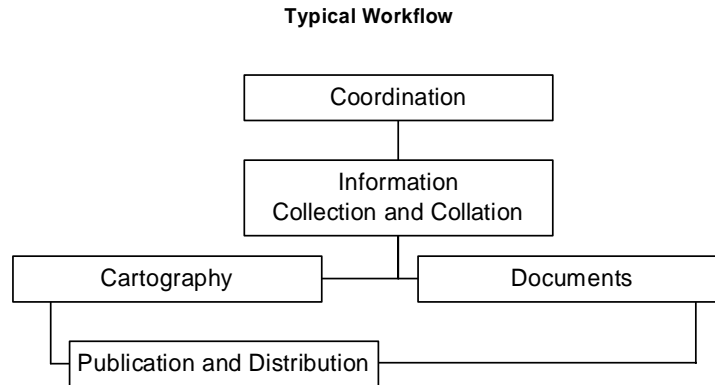 Typical Workflow
Coordination
Information
Collection and Collation
Cartography
Documents
Publication and Distribution